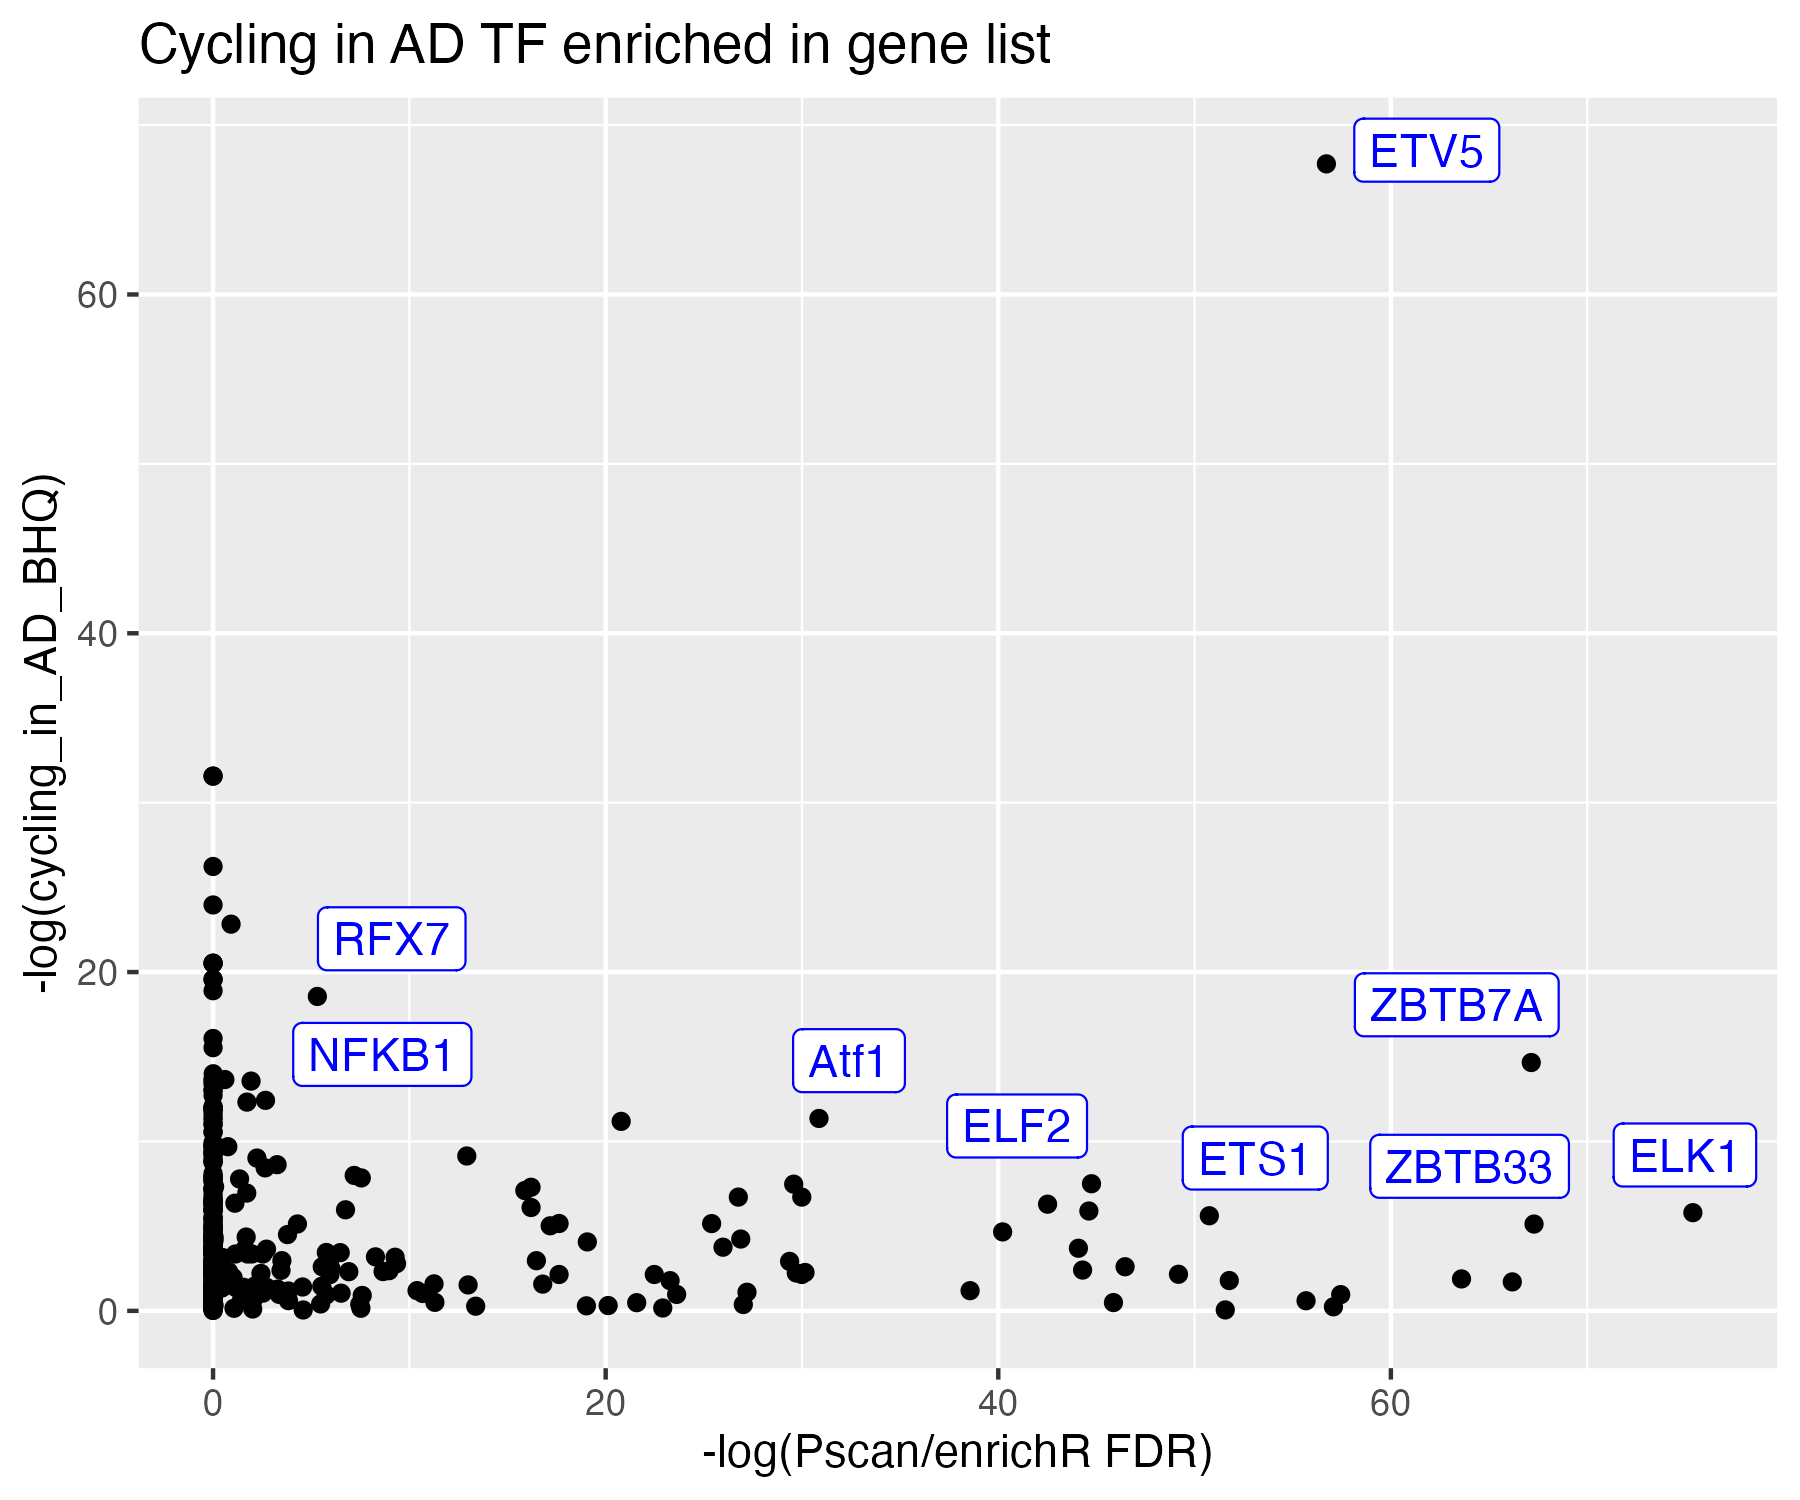 Cycling in AD TF enriched in gene list
ETV5
60
-log(cycling_in_AD_BHQ)
40
RFX7
20
ZBTB7A
NFKB1
Atf1
ELF2
ETS1
ZBTB33
ELK1
0
0
20
40
60
-log(Pscan/enrichR FDR)